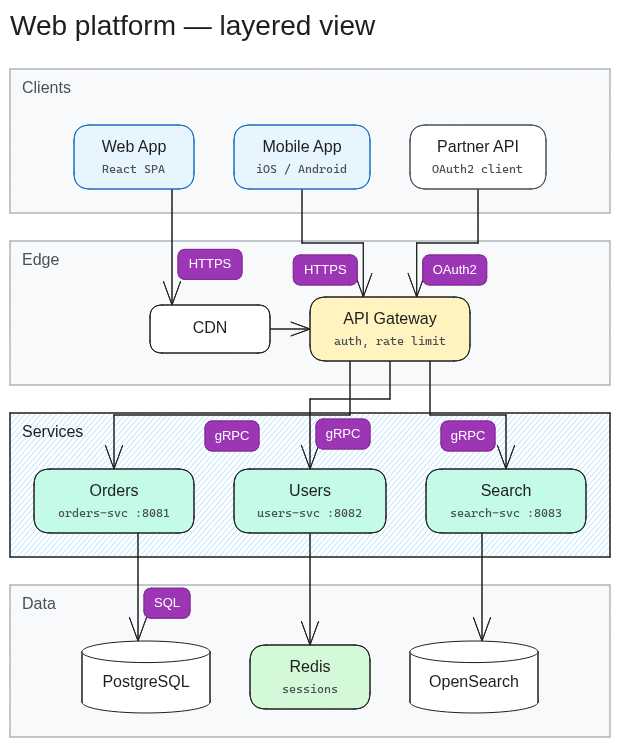 Web platform — layered view
Clients
Web App
React SPA
Mobile App
iOS / Android
Partner API
OAuth2 client
Edge
HTTPS
HTTPS
OAuth2
CDN
API Gateway
auth, rate limit
Services
gRPC
gRPC
gRPC
Orders
orders-svc :8081
Users
users-svc :8082
Search
search-svc :8083
Data
SQL
PostgreSQL
Redis
sessions
OpenSearch